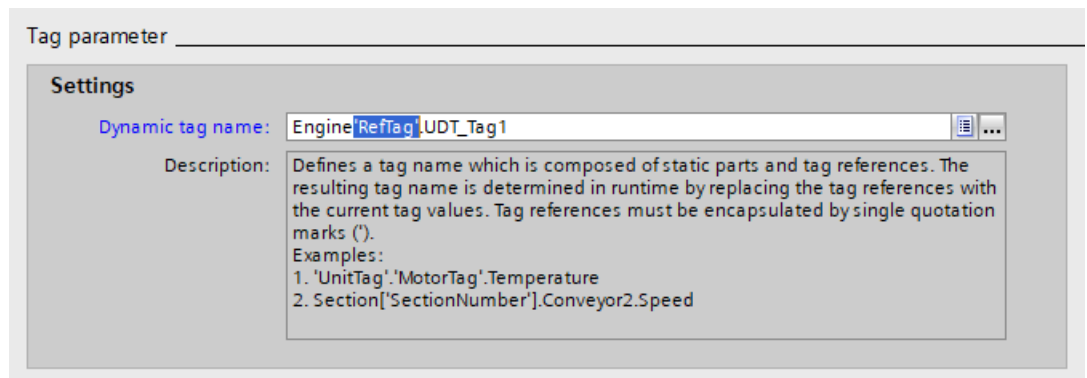 Tag parameter
Settings
Dynamic tag name: Engine'RefTag'.UDT_Tag1
Description: Defines a tag name which is composed of static parts and tag references. The
resulting tag name is determined in runtime by replacing the tag references with
the current tag values. Tag references must be encapsulated by single quotation
marks (').
Examples:
1. 'UnitTag'.'MotorTag'.Temperature
2. Section['SectionNumber'].Conveyor2.Speed